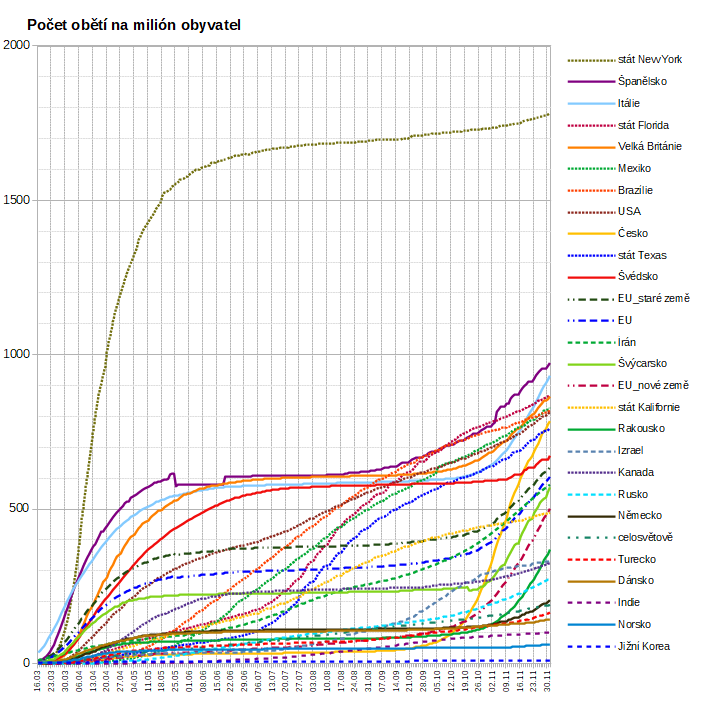 Počet obětí na milión obyvatel
2000
1500
1000
500
0
16.03 23.03 30.03 06.04 13.04 20.04 27.04 04.05 11.05 18.05 25.05 01.06 08.06 15.06 22.06 29.06 06.07 13.07 20.07 27.07 03.08 10.08 17.08 24.08 31.08 07.09 14.09 21.09 28.09 05.10 12.10 19.10 26.10 02.11 09.11 16.11 23.11 30.11
stát NewYork
Španělsko
Itálie
stát Florida
Velká Británie
Mexiko
Brazílie
USA
Česko
stát Texas
Švédsko
EU_staré země
EU
Írán
Švýcarsko
EU_nové země
stát Kalifornie
Rakousko
Izrael
Kanada
Rusko
Německo
celosvětově
Turecko
Dánsko
Indie
Norsko
Jižní Korea